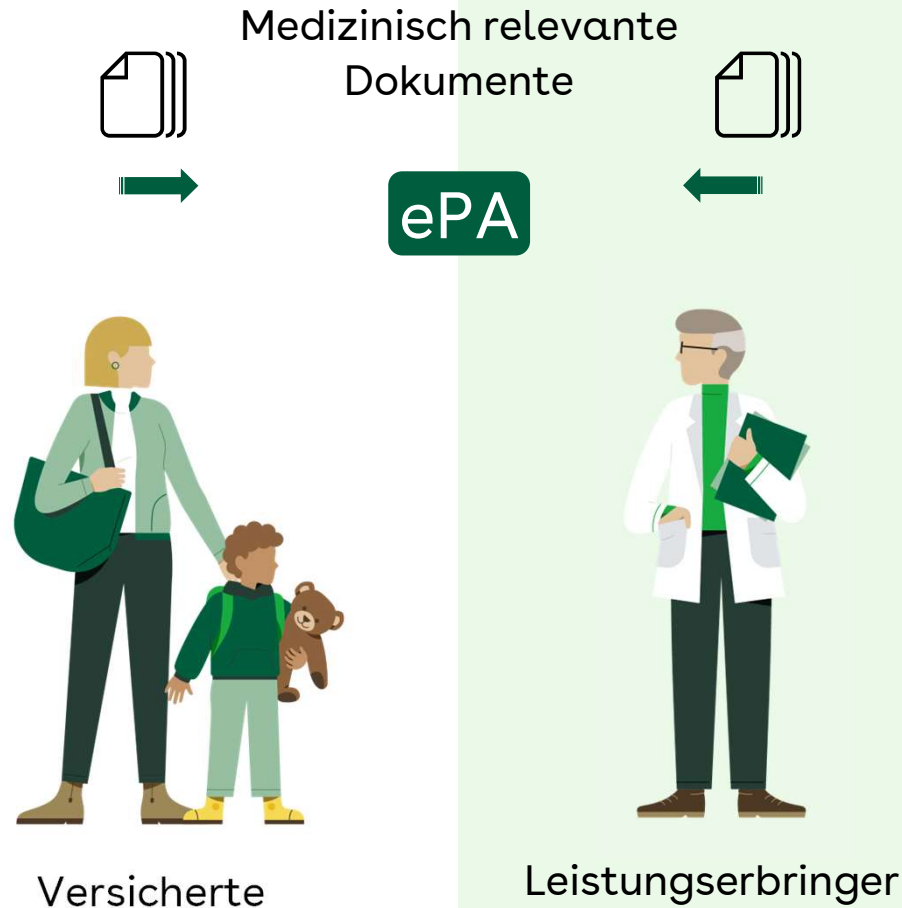 Medizinisch relevante
Dokumente
ePA
Versicherte
Leistungserbringer